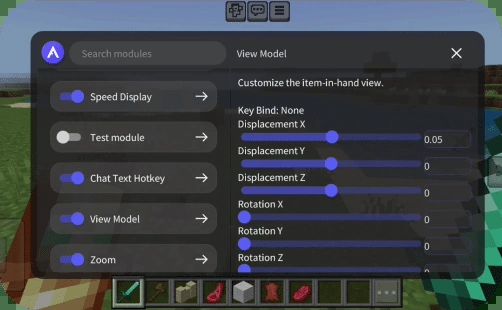 Search modules
View Model
Customize the item-in-hand view.
Speed Display
Key Bind: None
Displacement X
0.05
Test module
Displacement Y
0
Chat Text Hotkey
Displacement Z
0
Rotation X
0
View Model
Rotation Y
0
Zoom
Rotation Z
0